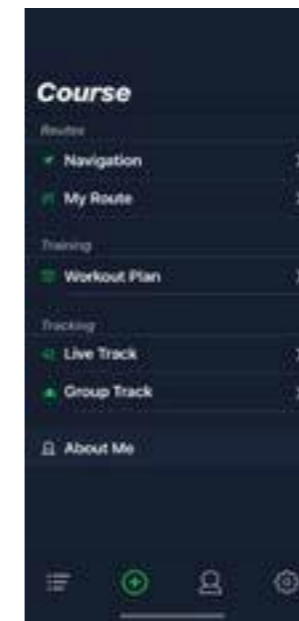 Course
Routes
Navigation
My Route
Training
Workout Plan
Tracking
Live Track
Group Track
About Me